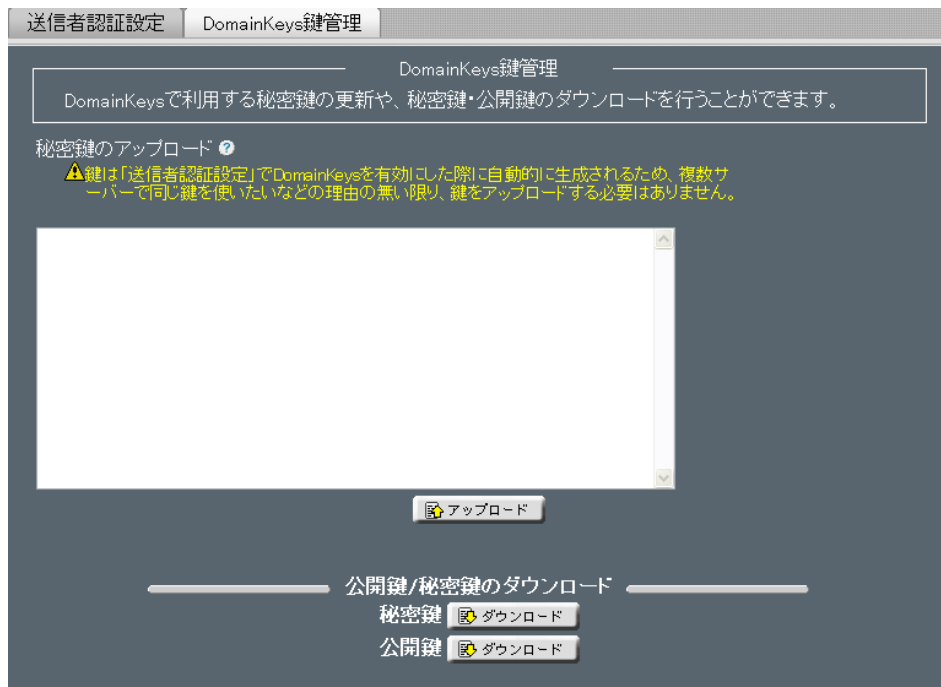 送信者認証設定
DomainKeys鍵管理
DomainKeys鍵管理
DomainKeysで利用する秘密鍵の更新や、秘密鍵・公開鍵のダウンロードを行うことができます。
秘密鍵のアップロード
鍵は「送信者認証設定」でDomainKeysを有効にした際に自動的に生成されるため、複数サ
ーバーで同じ鍵を使いたいなどの理由の無い限り、鍵をアップロードする必要はありません。
アップロード
公開鍵/秘密鍵のダウンロード
秘密鍵 ダウンロード
公開鍵 ダウンロード